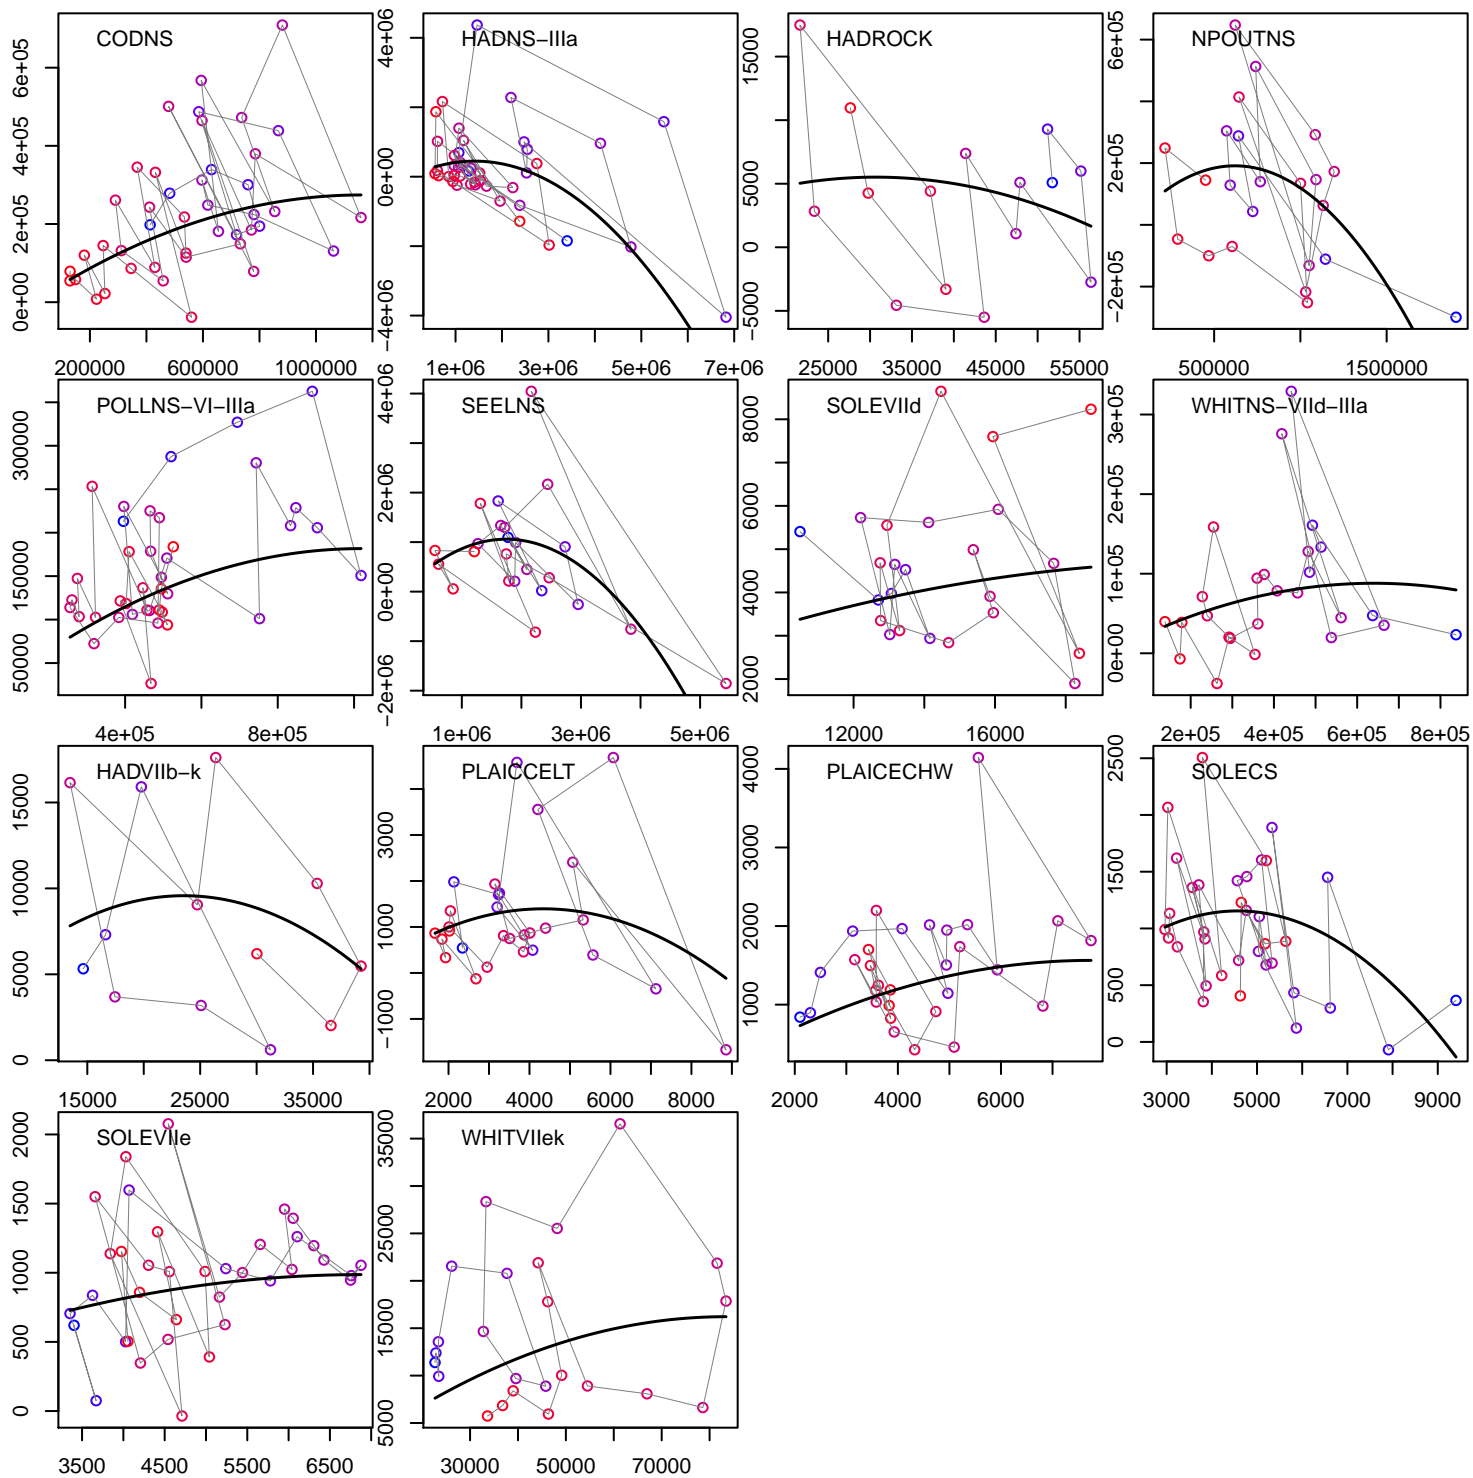 CODNS
0e+00 2e+05 4e+05 6e+05
200000 600000 1000000
HADNS−IIIa
−4e+06 0e+00 4e+06
1e+06 3e+06 5e+06 7e+06
HADROCK
−5000 0 5000 15000
25000 35000 45000 55000
NPOUTNS
−2e+05 2e+05 6e+05
500000 1000000 1500000
POLLNS−VI−IIIa
50000 150000 300000
4e+05 8e+05
SEELNS
−2e+06 0e+00 2e+06 4e+06
1e+06 3e+06 5e+06
SOLEVIId
2000 4000 6000 8000
12000 16000
WHITNS−VIId−IIIa
0e+00 1e+05 2e+05 3e+05
2e+05 4e+05 6e+05 8e+05
HADVIIb−k
0 5000 10000 15000
15000 25000 35000
PLAICCELT
−1000 1000 3000
2000 4000 6000 8000
PLAICECHW
1000 2000 3000 4000
2000 4000 6000
SOLECS
0 500 1500 2500
3000 5000 7000 9000
SOLEVIIe
0 500 1000 1500 2000
3500 4500 5500 6500
WHITVIIek
5000 15000 25000 35000
30000 50000 70000